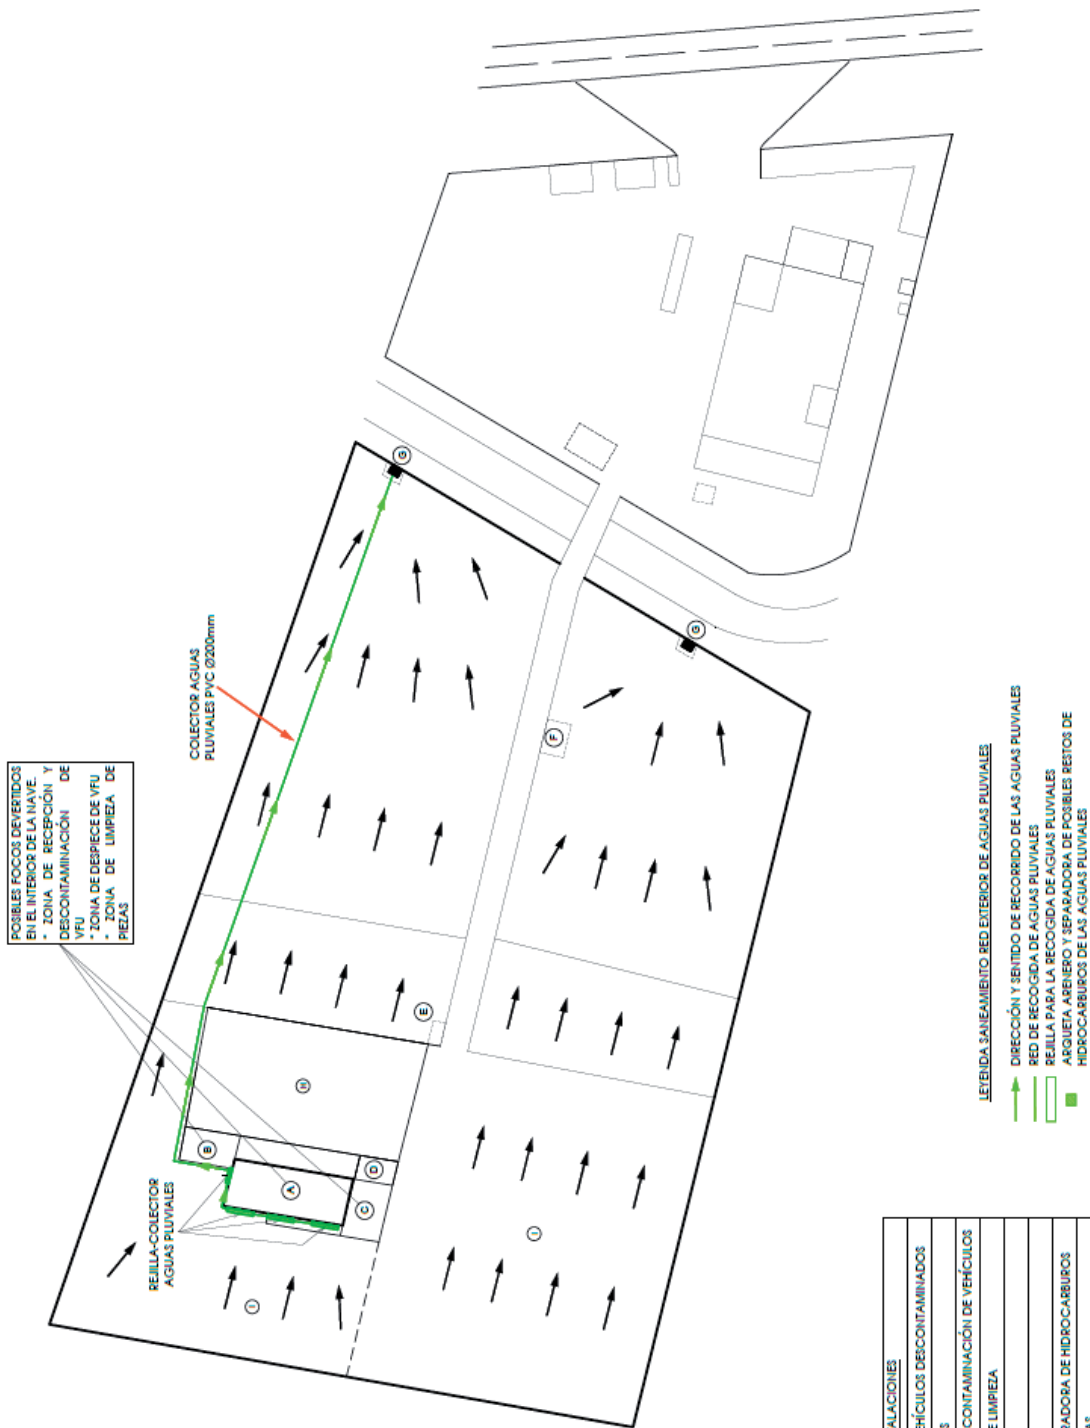 POSIBLES FOCOS DEVERTIDOS
EN EL INTERIOR DE LA NAVE.
* ZONA DE RECEPCIÓN Y
DESCONTAMINACIÓN DE
VFU
* ZONA DE DESPIECE DE VFU
* ZONA DE LIMPIEZA DE
PIEZAS
COLECTOR AGUAS
PLUVIALES PVC Ø200mm
REJILLA-COLECTOR
AGUAS PLUVIALES
G
G
F
E
H
B
A
D
C
I
I
LEYENDA SANEAMIENTO RED EXTERIOR DE AGUAS PLUVIALES
DIRECCIÓN Y SENTIDO DE RECORRIDO DE LAS AGUAS PLUVIALES
RED DE RECOGIDA DE AGUAS PLUVIALES
REJILLA PARA LA RECOGIDA DE AGUAS PLUVIALES
ARQUETA ARENERO Y SEPARADORA DE POSIBLES RESTOS DE
HIDROCARBUROS DE LAS AGUAS PLUVIALES
ALACIONES
HÍCULOS DESCONTAMINADOS
S
CONTAMINACIÓN DE VEHÍCULOS
E LIMPIEZA
RADORA DE HIDROCARBUROS